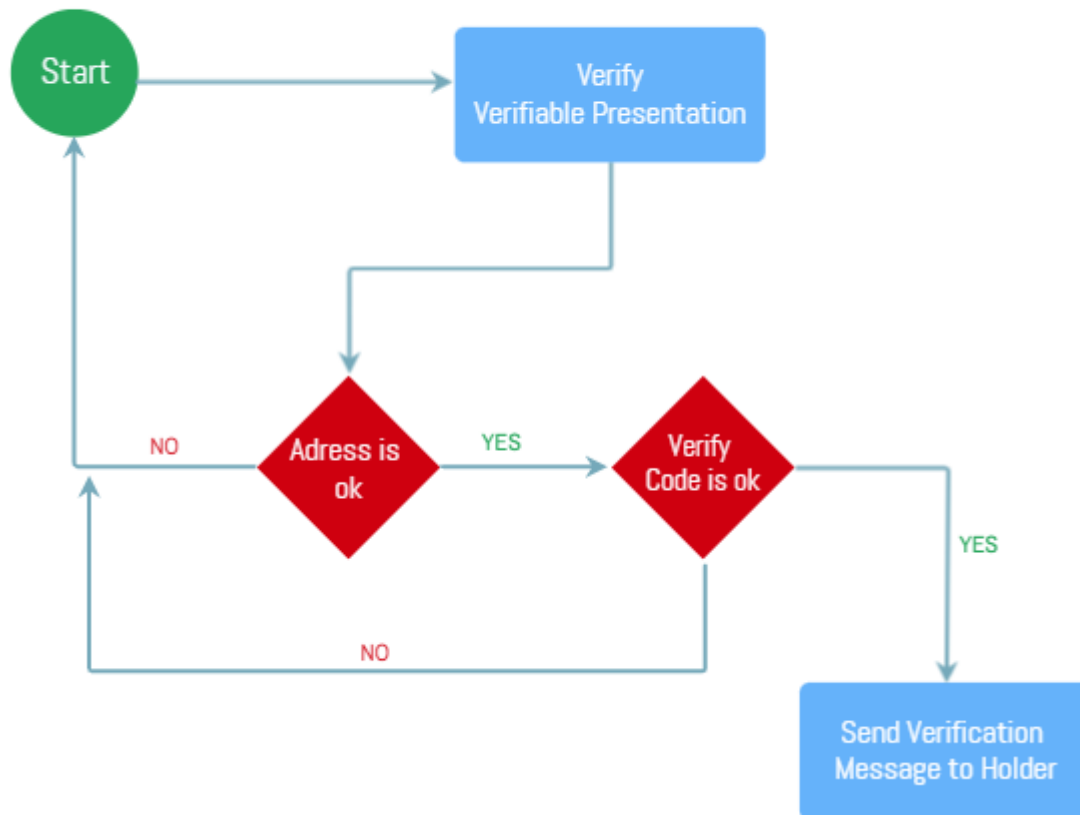 Start
Verify
Verifiable Presentation
NO
Adress is
ok
YES
Verify
Code is ok
YES
NO
Send Verification
Message to Holder